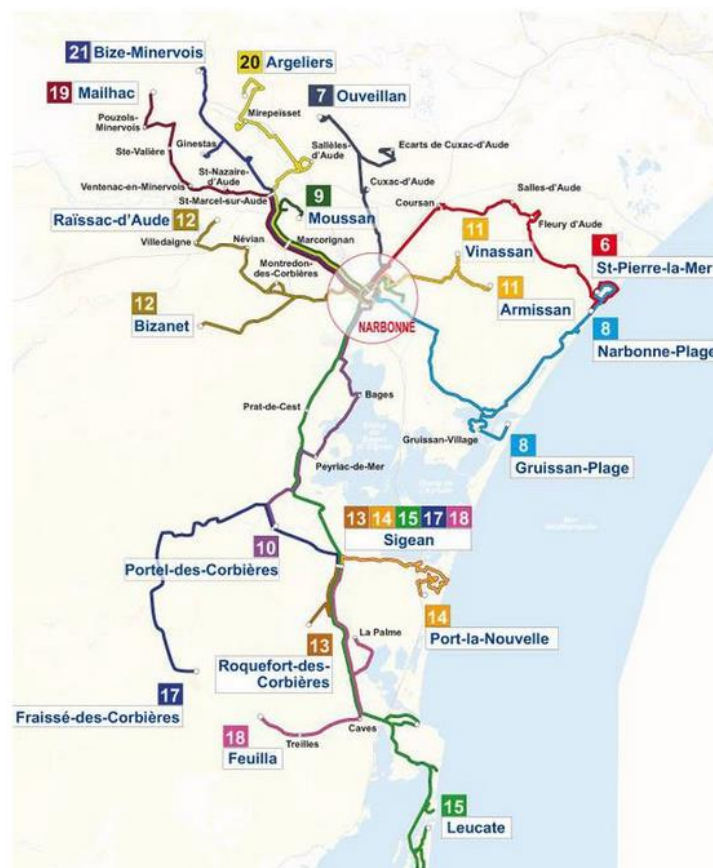 21 Bize-Minervois
20 Argeliers
19 Mailhac
7 Ouveillan
Mirepeïsset
Pouzols-
Minervois
Ecarts de Cuxac-d'Aude
Ginestas
Sallèles-
d'Aude
Ste-Valière
St-Nazaire-
d'Aude
Cuxac-d'Aude
Ventenac-en-Minervois
9
Salles-d'Aude
St-Marcel-sur-Aude
Moussan
Coursan
Raïssac-d'Aude 12
Fleury d'Aude
Villedaigne
Névian
Marcorignan
11
Vinassan
6
St-Pierre-la-Mer
Montredon-
des-Corbières
11
Armissan
12
Bizanet
NARBONNE
8
Narbonne-Plage
Bages
Prat-de-Cest
Gruissan-Village
8
Gruissan-Plage
Peyriac-de-Mer
13 14 15 17 18
Sigean
10
Portel-des-Corbières
14
Port-la-Nouvelle
La Palme
13
Roquefort-des-
Corbières
17
Fraissé-des-Corbières
18
Feuilla
Treilles
Caves
15
Leucate